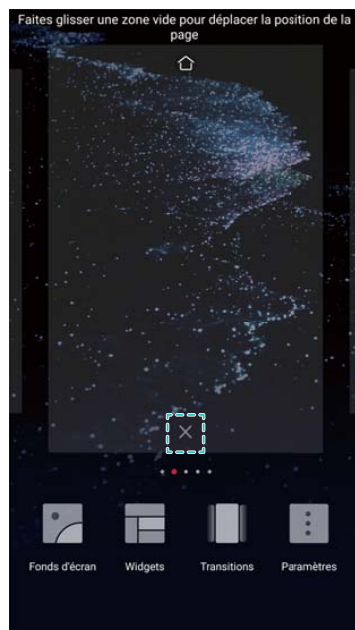 Faites glisser une zone vide pour déplacer la position de la
page
Fonds d'écran Widgets Transitions Paramètres